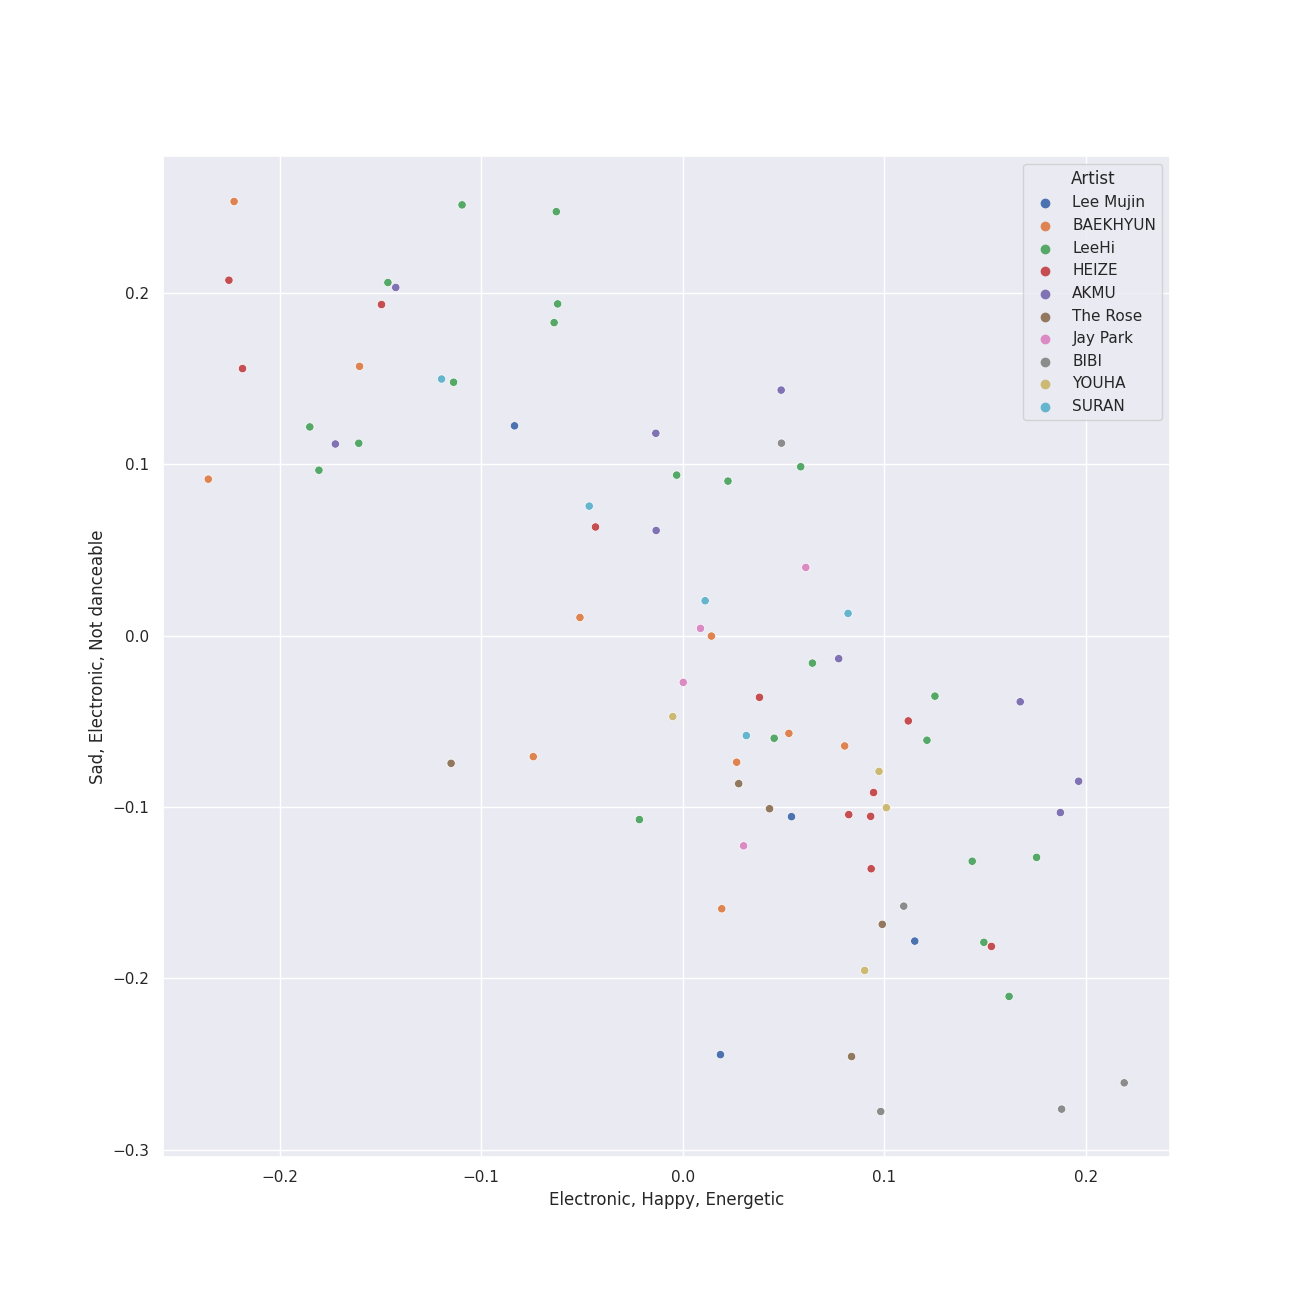 Artist
Lee Mujin
BAEKHYUN
LeeHi
HEIZE
AKMU
The Rose
Jay Park
BIBI
YOUHA
SURAN
0.2
0.1
0.0
−0.1
−0.2
−0.3
Sad, Electronic, Not danceable
−0.2
−0.1
0.0
0.1
0.2
Electronic, Happy, Energetic